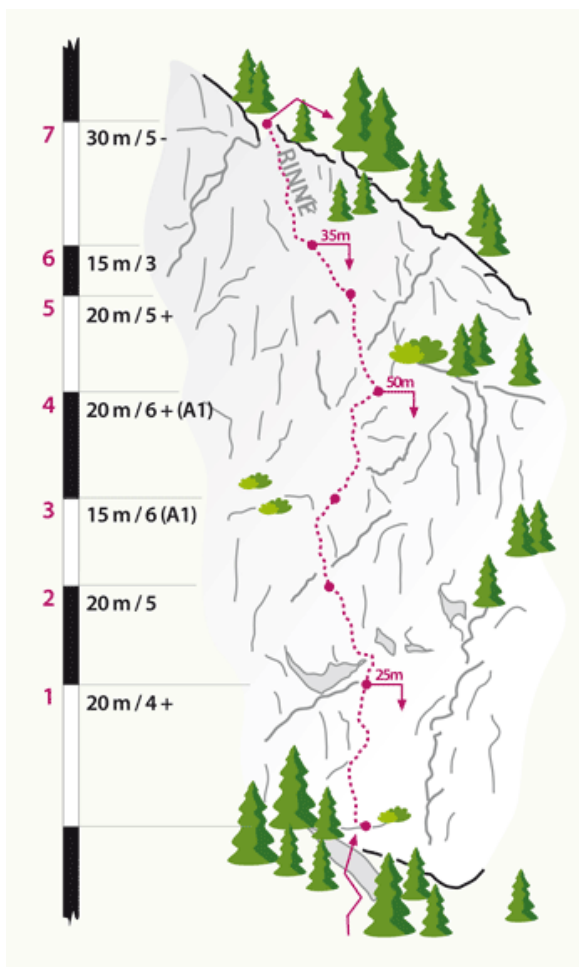 7
30 m / 5 -
RINNE
35m
6
15 m / 3
5
20 m / 5 +
50m
4
20 m / 6 + (A1)
3
15 m / 6 (A1)
2
20 m / 5
25m
1
20 m / 4 +